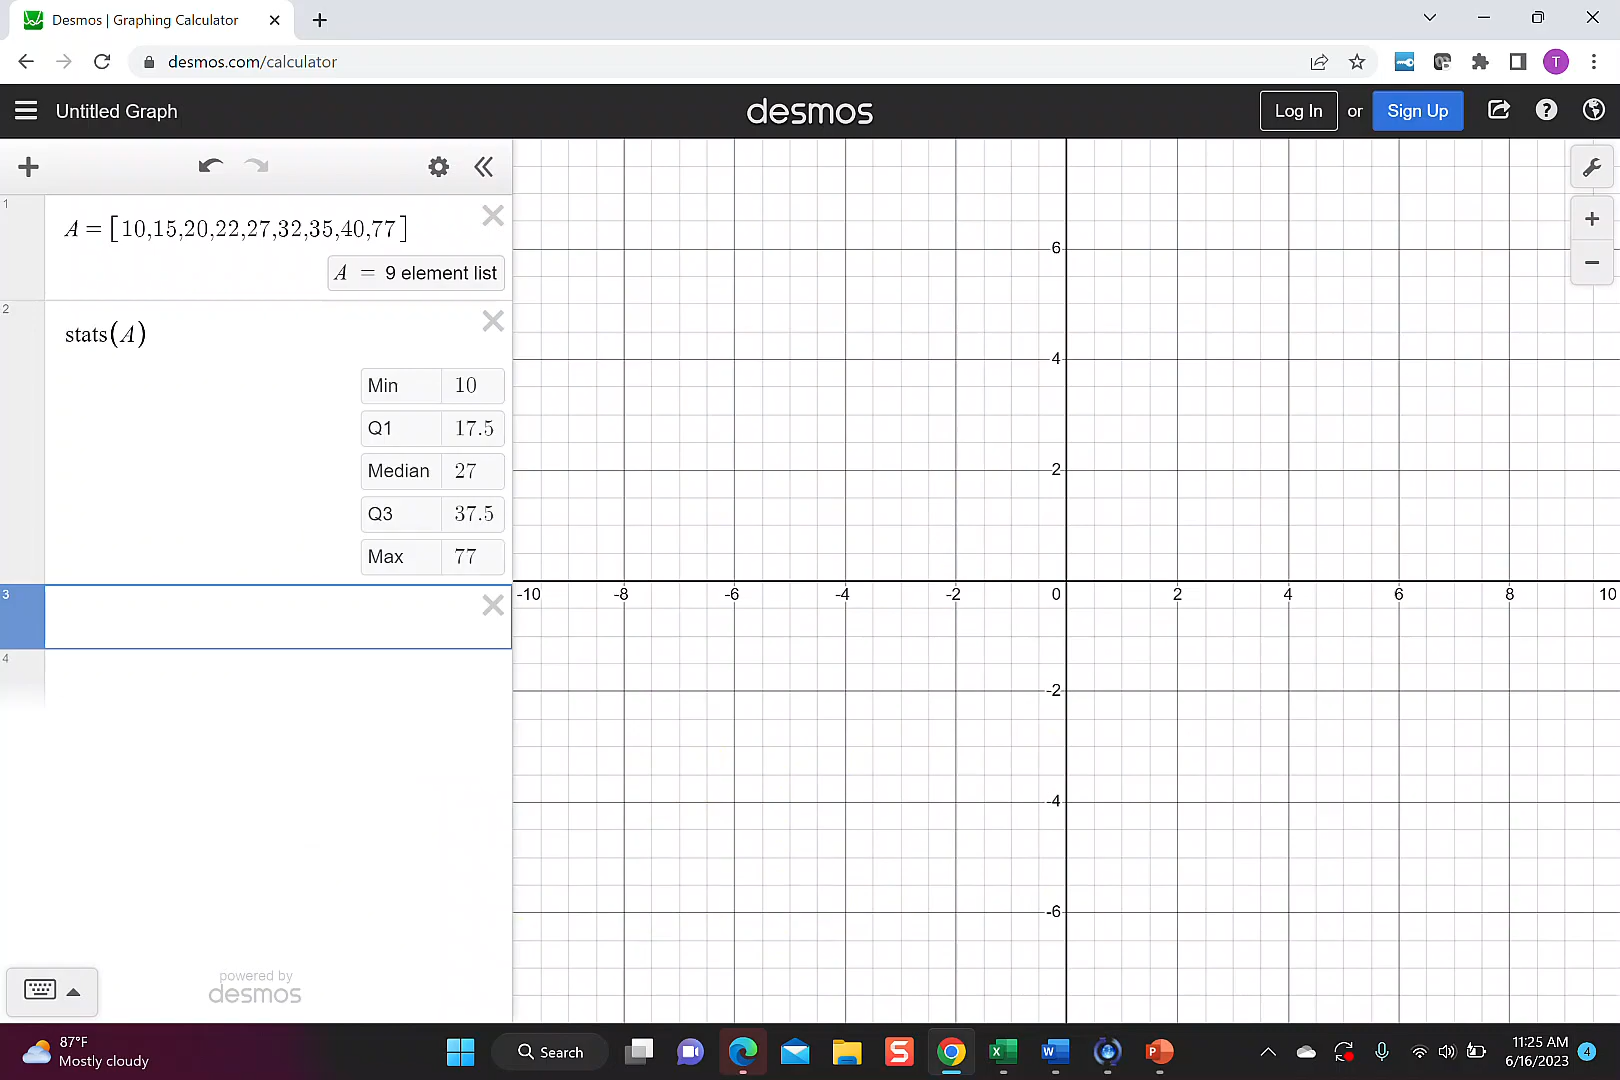 Desmos | Graphing Calculator
desmos.com/calculator
T
Untitled Graph
desmos
Log In or Sign Up
1
A = [10,15,20,22,27,32,35,40,77]
A = 9 element list
2
stats(A)
Min 10
Q1 17.5
Median 27
Q3 37.5
Max 77
3
4
6
4
2
-10 -8 -6 -4 -2 0 2 4 6 8 10
-2
-4
-6
powered by
desmos
87°F
Mostly cloudy
Search
S
X
W
P
11:25 AM
6/16/2023
4